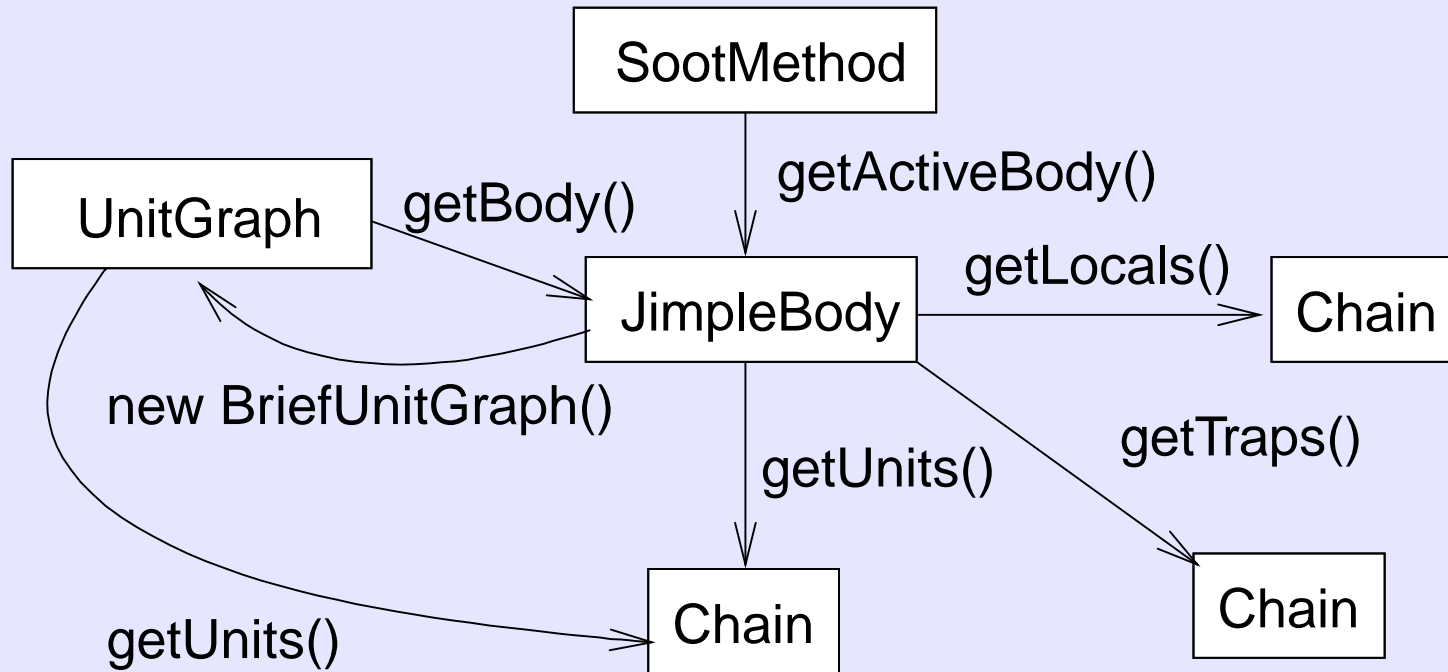 SootMethod
getActiveBody()
UnitGraph
getBody()
getLocals()
JimpleBody
Chain
new BriefUnitGraph()
getTraps()
getUnits()
Chain
Chain
getUnits()